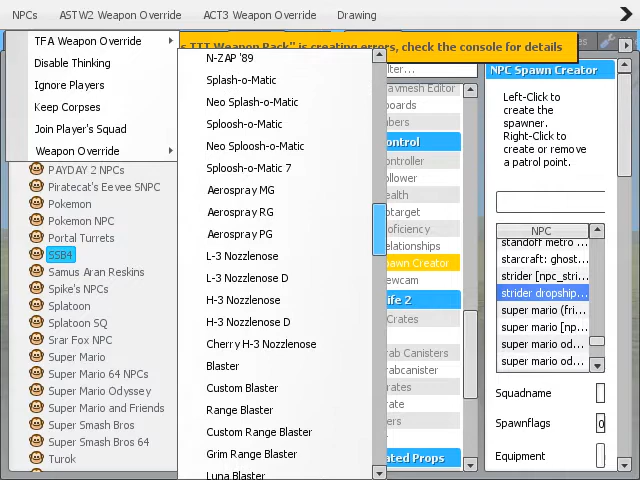 NPCs ASTW2 Weapon Override ACT3 Weapon Override Drawing
s TTT Weapon Pack" is creating errors, check the console for details
TFA Weapon Override
Disable Thinking
Ignore Players
Keep Corpses
Join Player's Squad
Weapon Override
PAYDAY 2 NPCs
Piratecat's Eevee SNPC
Pokemon
Pokemon NPC
Portal Turrets
SSB4
Samus Aran Reskins
Spike's NPCs
Splatoon
Splatoon SQ
Srar Fox NPC
Super Mario
Super Mario 64 NPCs
Super Mario Odyssey
Super Mario and Friends
Super Smash Bros
Super Smash Bros 64
Turok
N-ZAP '89
Splash-o-Matic
Neo Splash-o-Matic
Sploosh-o-Matic
Neo Sploosh-o-Matic
Sploosh-o-Matic 7
Aerospray MG
Aerospray RG
Aerospray PG
L-3 Nozzlenose
L-3 Nozzlenose D
H-3 Nozzlenose
H-3 Nozzlenose D
Cherry H-3 Nozzlenose
Blaster
Custom Blaster
Range Blaster
Custom Range Blaster
Grim Range Blaster
Luna Blaster
lter...
avmesh Editor
boards
mbers
ontrol
ontroller
ollower
ealth
otarget
oficiency
elationships
pawn Creator
ewcam
ife 2
Crates
arab Canisters
rabcanister
rates
rate
ated Props
NPC Spawn Creator
Left-Click to
create the
spawner.
Right-Click to
create or remove
a patrol point.
NPC
standoff metro ...
starcraft: ghost...
strider [npc_stri...
strider dropship...
super mario (fri...
super mario [np...
super mario od...
super mario od...
Squadname
Spawnflags 0
Equipment